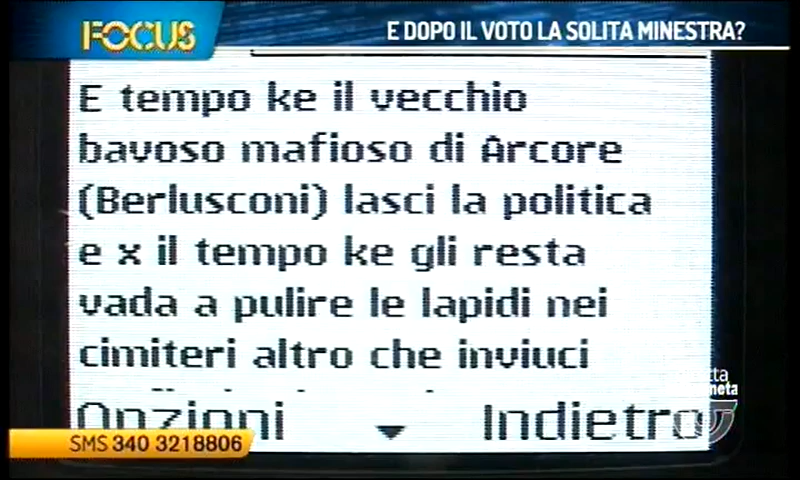 FOCUS
E DOPO IL VOTO LA SOLITA MINESTRA?
E tempo ke il vecchio
bavoso mafioso di Arcore
(Berlusconi) lasci la politica
e x il tempo ke gli resta
vada a pulire le lapidi nei
cimiteri altro che inviuci
Opzioni
Indietro
SMS 340 3218806